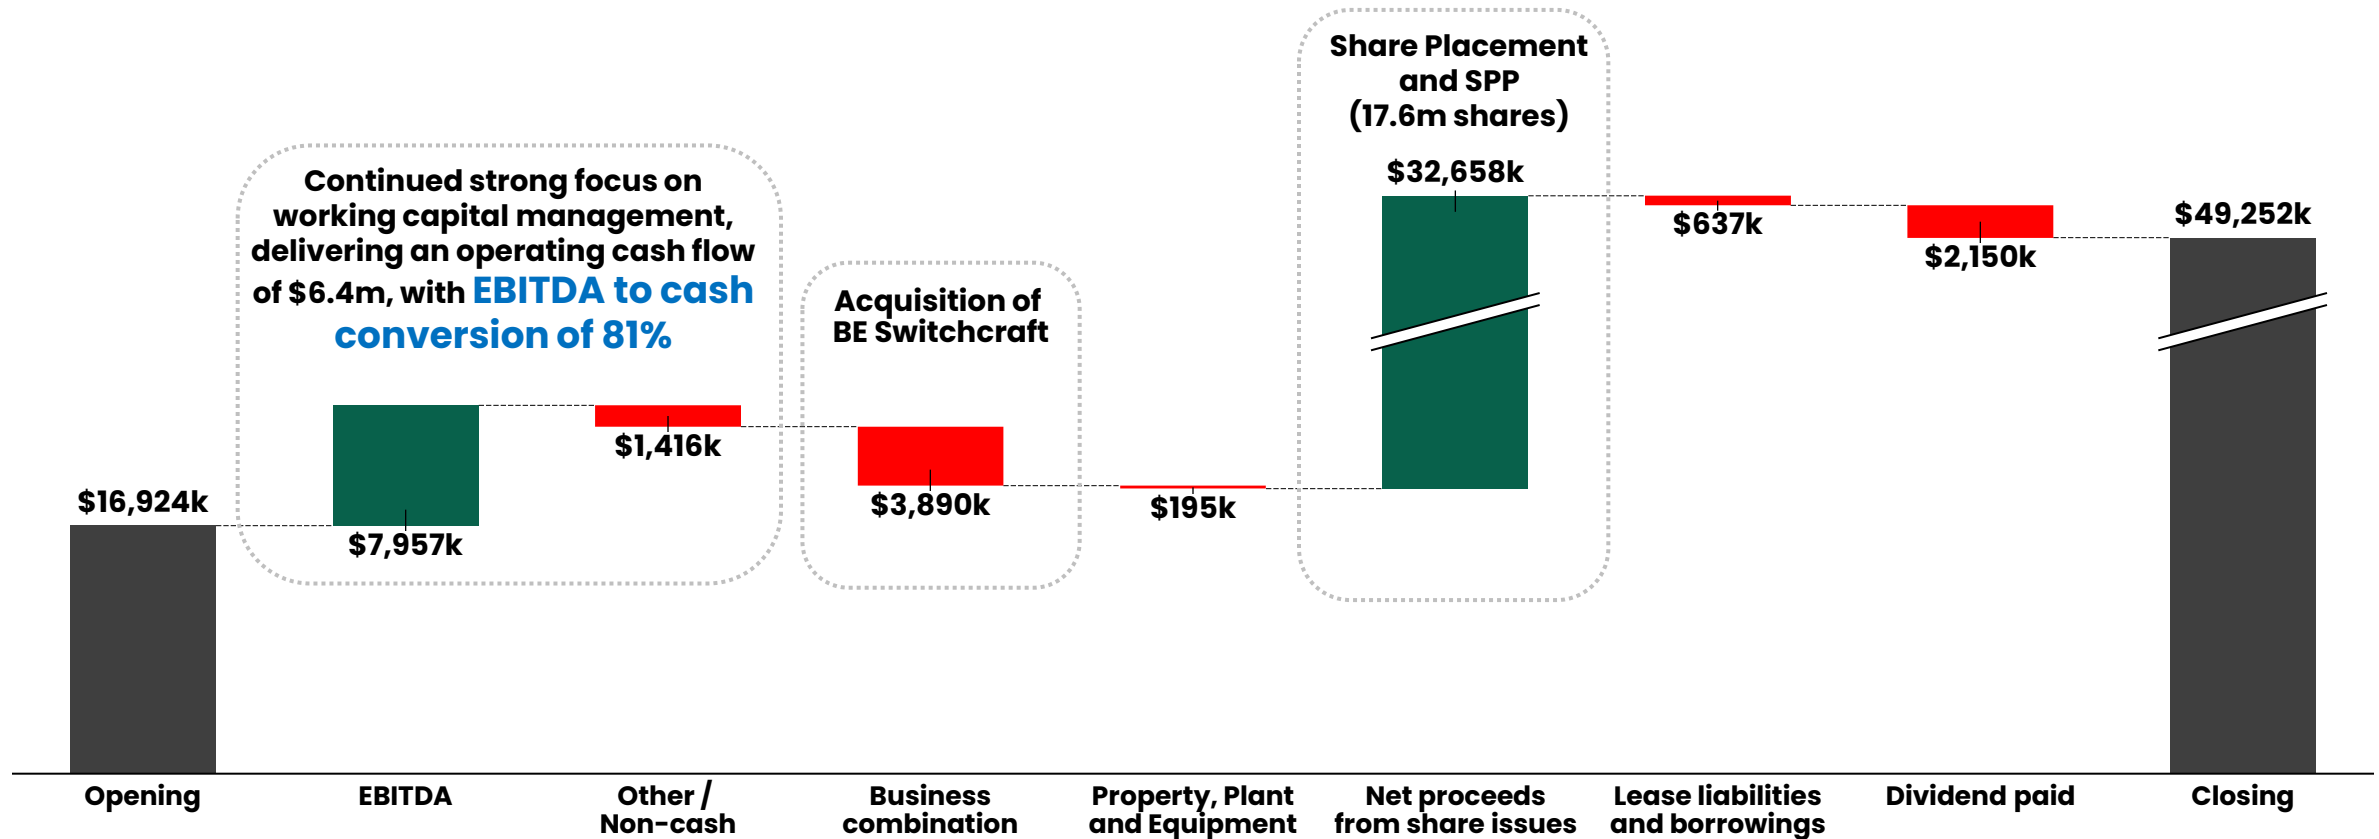 Share Placement
and SPP
(17.6m shares)
$32,658k
Continued strong focus on
working capital management,
delivering an operating cash flow
of $6.4m, with EBITDA to cash
conversion of 81%
$637k
$49,252k
$2,150k
Acquisition of
BE Switchcraft
$1,416k
$16,924k
$3,890k
$195k
$7,957k
Opening
EBITDA
Other /
Non-cash
Business
combination
Property, Plant
and Equipment
Net proceeds
from share issues
Lease liabilities
and borrowings
Dividend paid
Closing